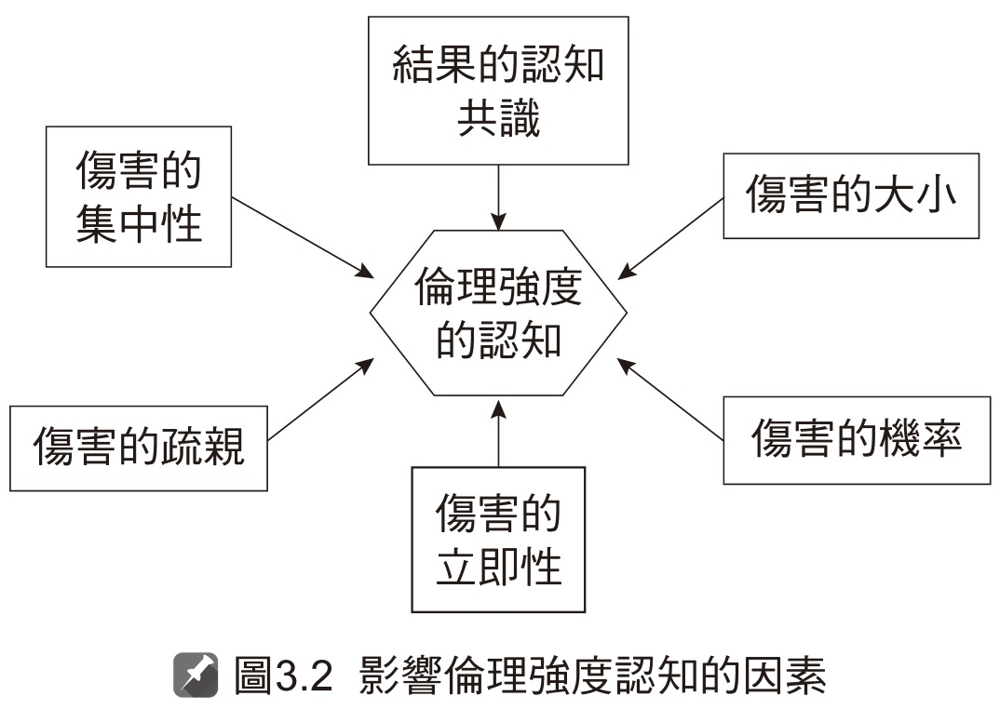 結果的認知
共識
傷害的
集中性
傷害的大小
倫理強度
的認知
傷害的疏親
傷害的機率
傷害的
立即性
圖3.2 影響倫理強度認知的因素